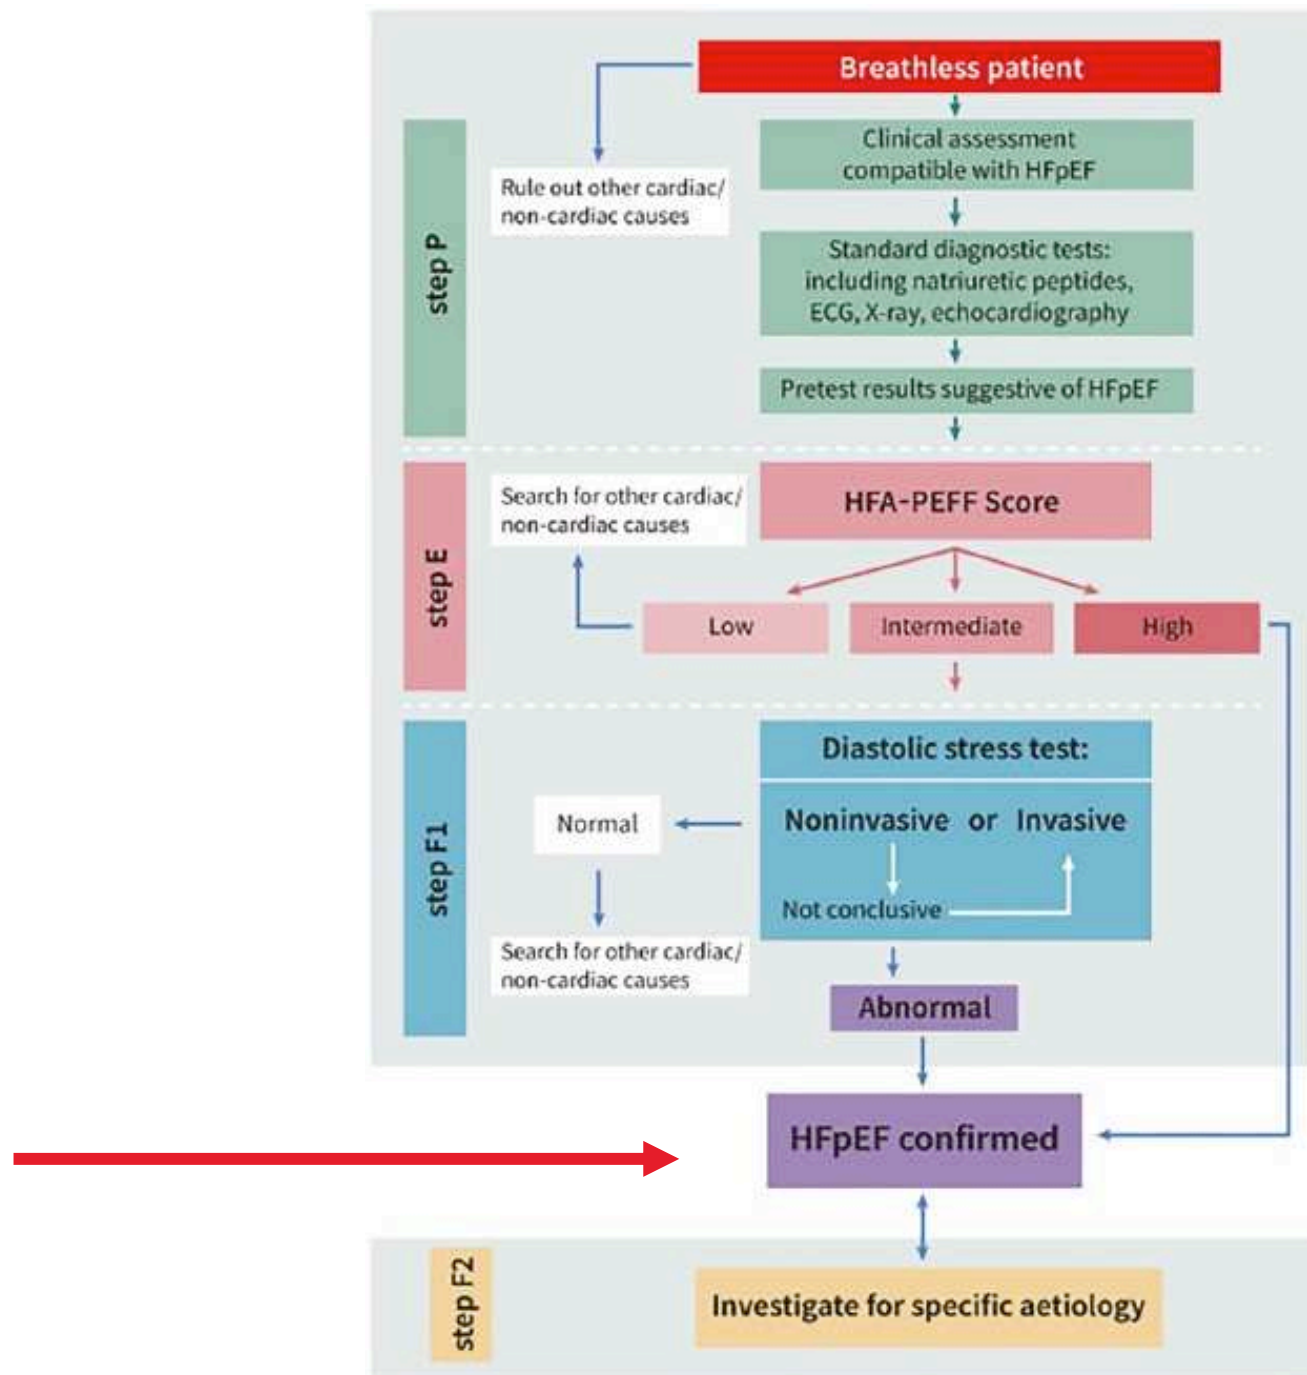 Breathless patient
step P
Rule out other cardiac/
non-cardiac causes
Clinical assessment
compatible with HFpEF
Standard diagnostic tests:
including natriuretic peptides,
ECG, X-ray, echocardiography
Pretest results suggestive of HFpEF
step E
Search for other cardiac/
non-cardiac causes
HFA-PEFF Score
Low
Intermediate
High
step F1
Diastolic stress test:
Normal
Noninvasive or Invasive
Not conclusive
Search for other cardiac/
non-cardiac causes
Abnormal
HFpEF confirmed
step F2
Investigate for specific aetiology